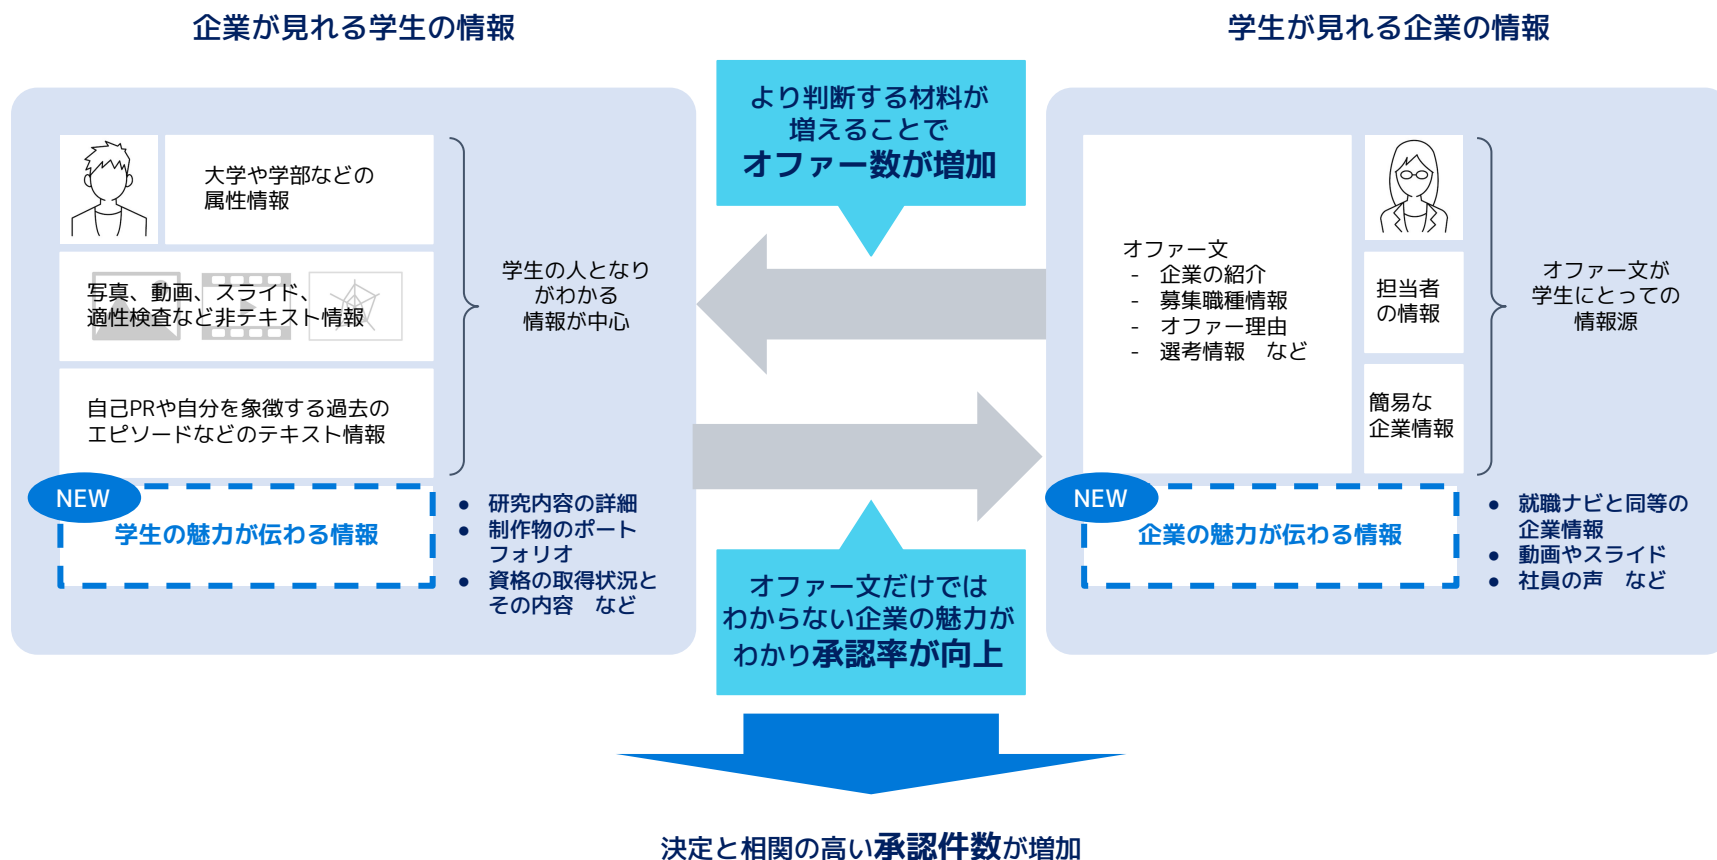 企業が見れる学生の情報
大学や学部などの
属性情報
写真、動画、スライド、
適性検査など非テキスト情報
自己PRや自分を象徴する過去の
エピソードなどのテキスト情報
学生の人となり
がわかる
情報が中心
NEW
学生の魅力が伝わる情報
● 研究内容の詳細
● 制作物のポート
フォリオ
● 資格の取得状況と
その内容　など
より判断する材料が
増えることで
オファー数が増加
オファー文だけでは
わからない企業の魅力が
わかり承認率が向上
学生が見れる企業の情報
オファー文
- 企業の紹介
- 募集職種情報
- オファー理由
- 選考情報　など
担当者
の情報
簡易な
企業情報
オファー文が
学生にとっての
情報源
NEW
企業の魅力が伝わる情報
● 就職ナビと同等の
企業情報
● 動画やスライド
● 社員の声　など
決定と相関の高い承認件数が増加